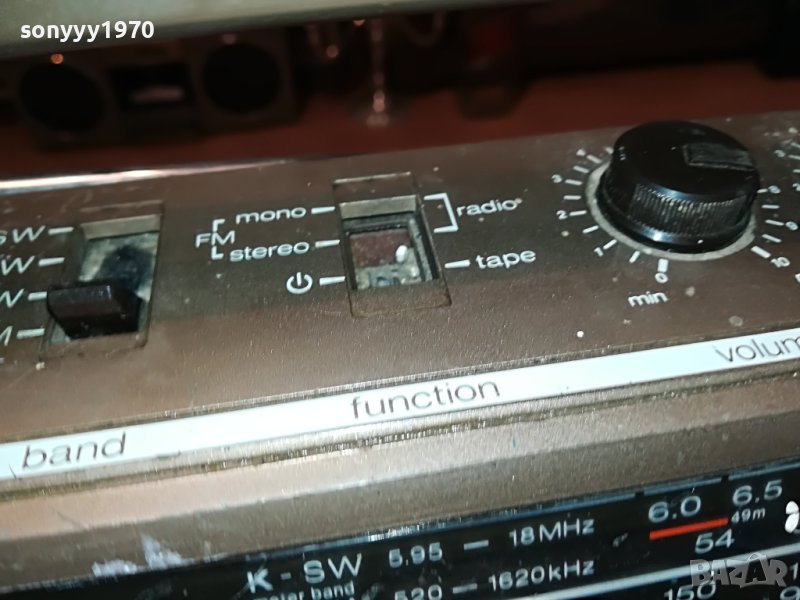 sonyyy1970
mono
radio
FM
stereo
tape
min
0
1
2
3
10
band
function
volum
K - SW 5,95 - 18MHz
6.0 6.5
49m
54
520 - 1620kHz
150
BAZAR